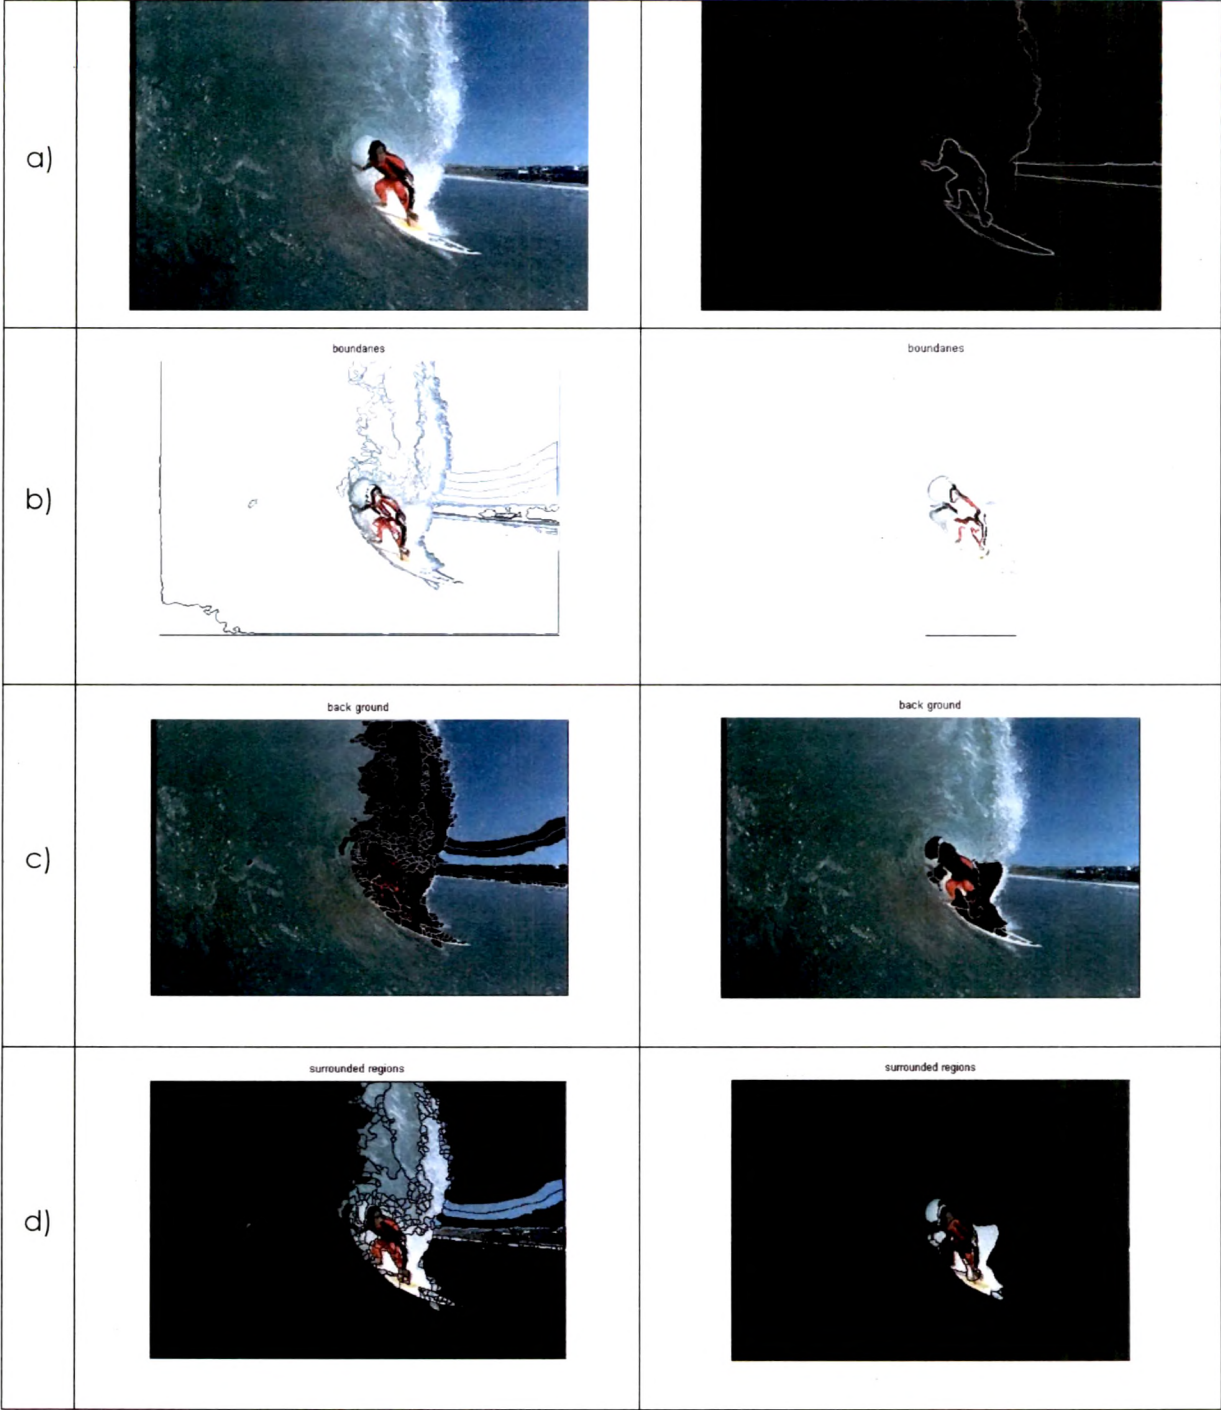 a)
b)
boundaries
boundaries
c)
back ground
back ground
d)
surrounded regions
surrounded regions